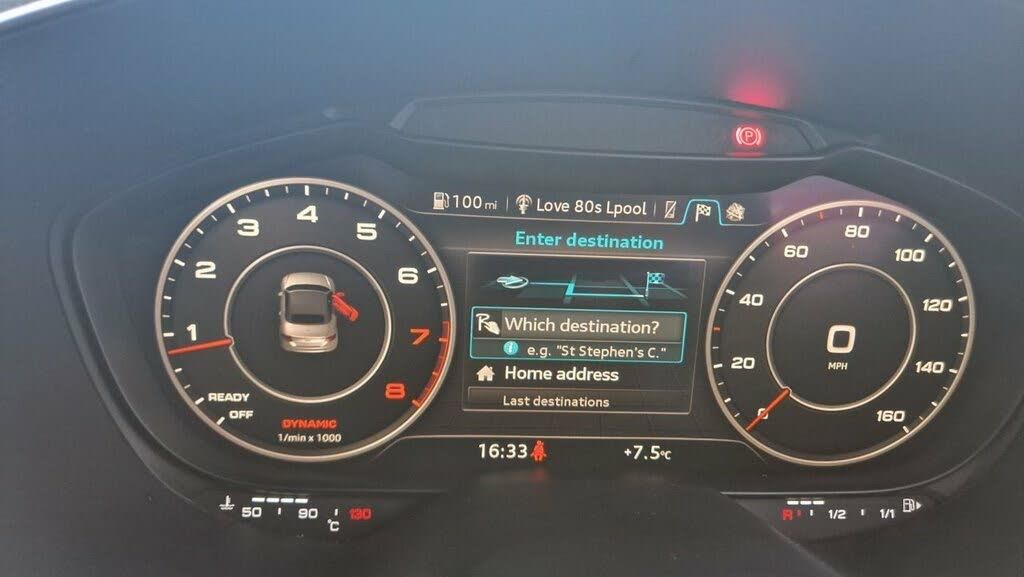 P
100 mi Love 80s Lpool
Enter destination
Which destination?
e.g. "St Stephen's C."
Home address
Last destinations
1 2 3 4 5 6 7 8
READY
OFF
DYNAMIC
1/min x 1000
0 20 40 60 80 100 120 140 160
0
MPH
16:33 +7.5°C
50 90 130
°C
R 1/2 1/1